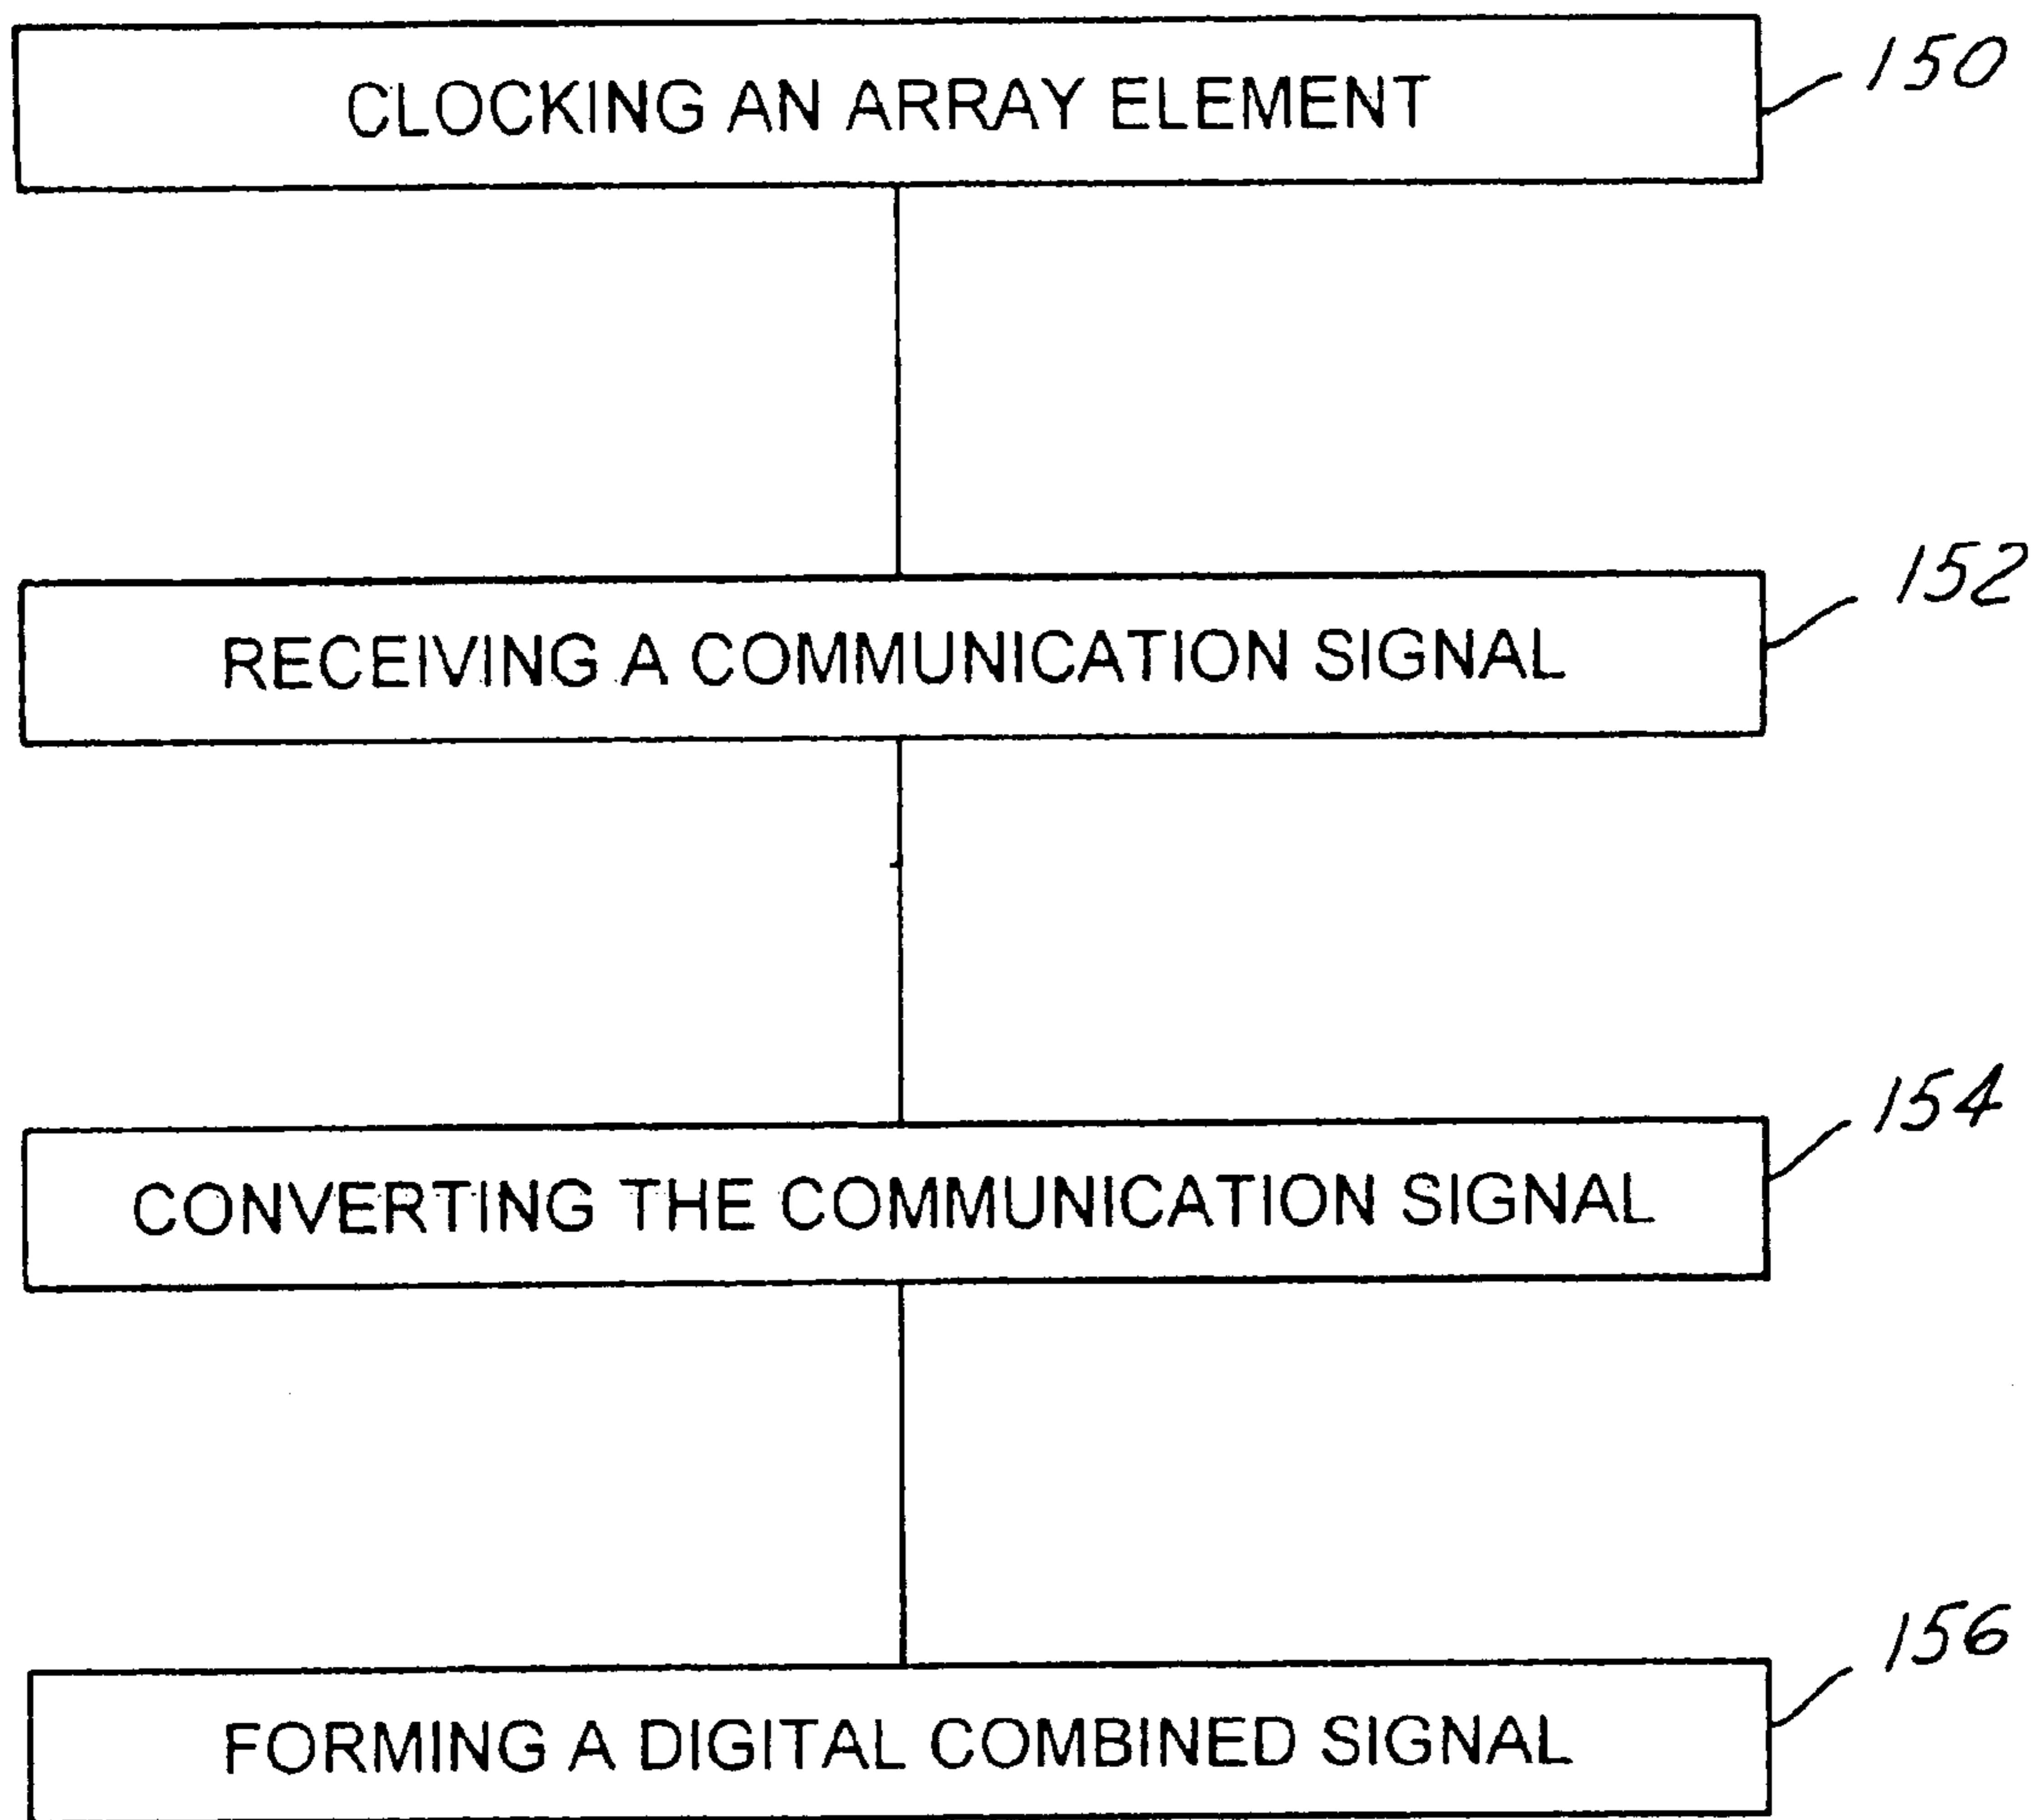 CLOCKING AN ARRAY ELEMENT
150
RECEIVING A COMMUNICATION SIGNAL
152
CONVERTING THE COMMUNICATION SIGNAL
154
FORMING A DIGITAL COMBINED SIGNAL
156